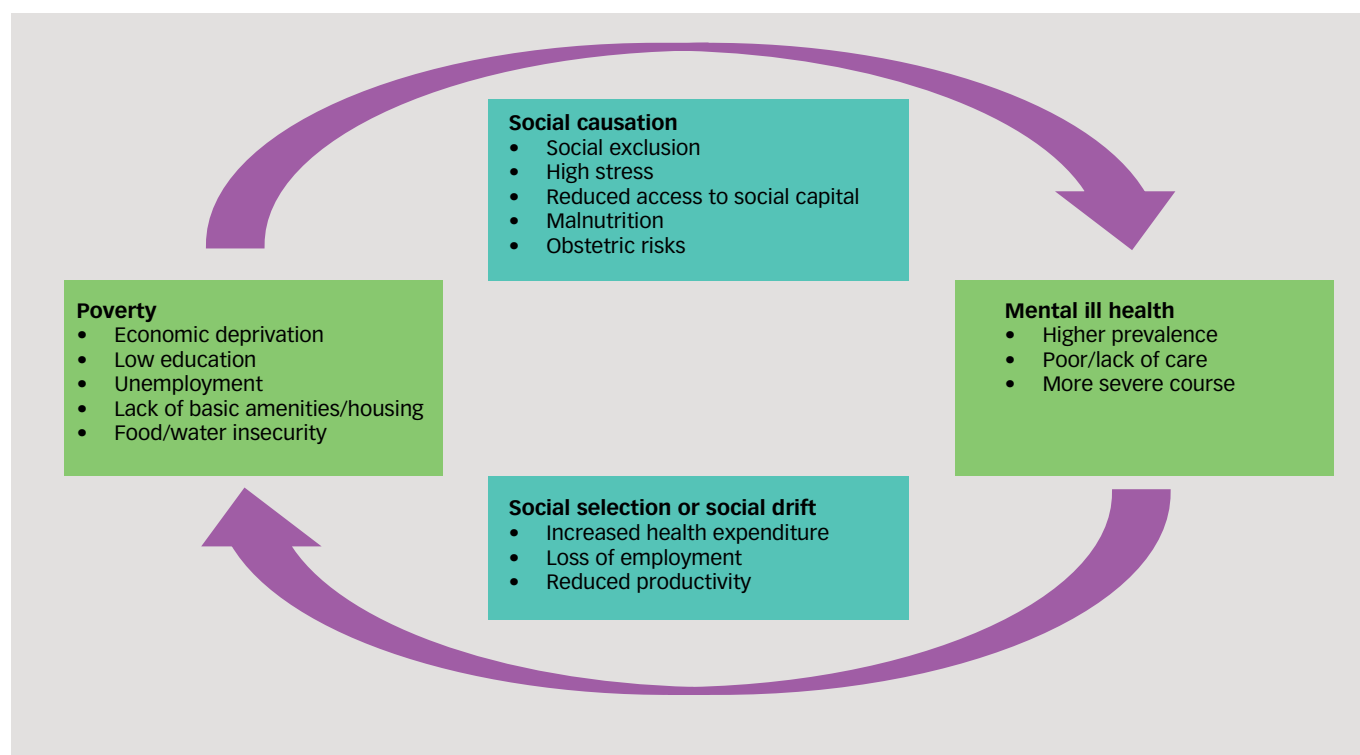 Social causation
• Social exclusion
• High stress
• Reduced access to social capital
• Malnutrition
• Obstetric risks
Poverty
• Economic deprivation
• Low education
• Unemployment
• Lack of basic amenities/housing
• Food/water insecurity
Mental ill health
• Higher prevalence
• Poor/lack of care
• More severe course
Social selection or social drift
• Increased health expenditure
• Loss of employment
• Reduced productivity